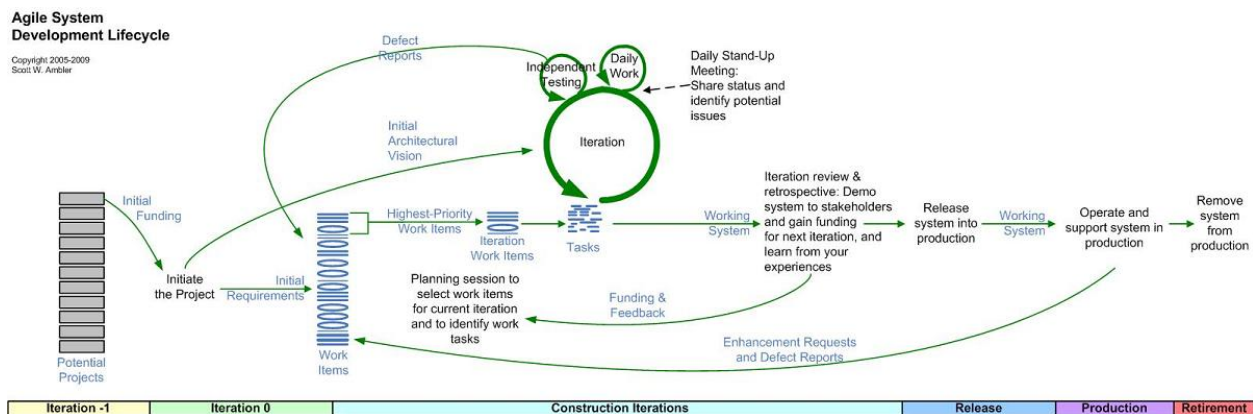 Agile System
Development Lifecycle
Copyright 2005-2009
Scott W. Ambler
Defect
Reports
Independent
Testing
Daily
Work
Daily Stand-Up
Meeting:
Share status and
identify potential
issues
Initial
Architectural
Vision
Iteration
Initial
Funding
Highest-Priority
Work Items
Iteration
Work Items
Tasks
Working
System
Iteration review &
retrospective: Demo
system to stakeholders
and gain funding
for next iteration, and
learn from your
experiences
Release
system into
production
Working
System
Operate and
support system in
production
Remove
system
from
production
Initiate
the Project
Initial
Requirements
Planning session to
select work items
for current iteration
and to identify work
tasks
Funding &
Feedback
Enhancement Requests
and Defect Reports
Potential
Projects
Work
Items
Iteration -1
Iteration 0
Construction Iterations
Release
Production
Retirement